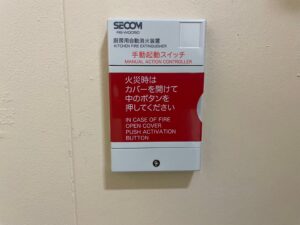 SECOM
厨房用自動消火装置
KITCHEN FIRE EXTINGUISHER
手動起動スイッチ
MANUAL ACTION CONTROLLER
火災時は
カバーを開けて
中のボタンを
押してください
IN CASE OF FIRE
OPEN COVER
PUSH ACTIVATION
BUTTON